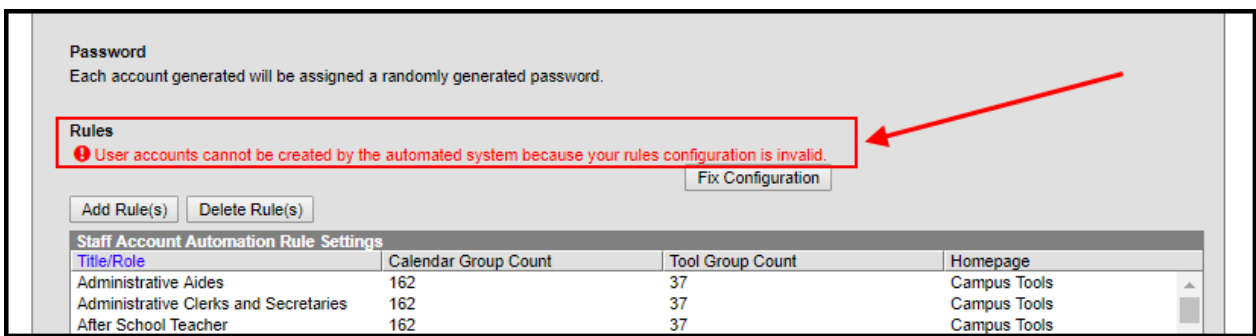 Password
Each account generated will be assigned a randomly generated password.
Rules
User accounts cannot be created by the automated system because your rules configuration is invalid.
Fix Configuration
Add Rule(s) Delete Rule(s)
Staff Account Automation Rule Settings
Title/Role Calendar Group Count Tool Group Count Homepage
Administrative Aides 162 37 Campus Tools
Administrative Clerks and Secretaries 162 37 Campus Tools
After School Teacher 162 37 Campus Tools